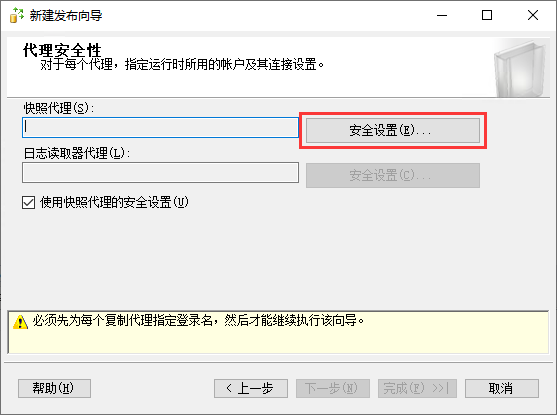 新建发布向导
代理安全性
对于每个代理，指定运行时所用的帐户及其连接设置。
快照代理(S):
安全设置(E)...
日志读取器代理(L):
安全设置(C)...
使用快照代理的安全设置(U)
必须先为每个复制代理指定登录名，然后才能继续执行该向导。
帮助(H)
< 上一步
下一步(N)
完成(F) >>|
取消